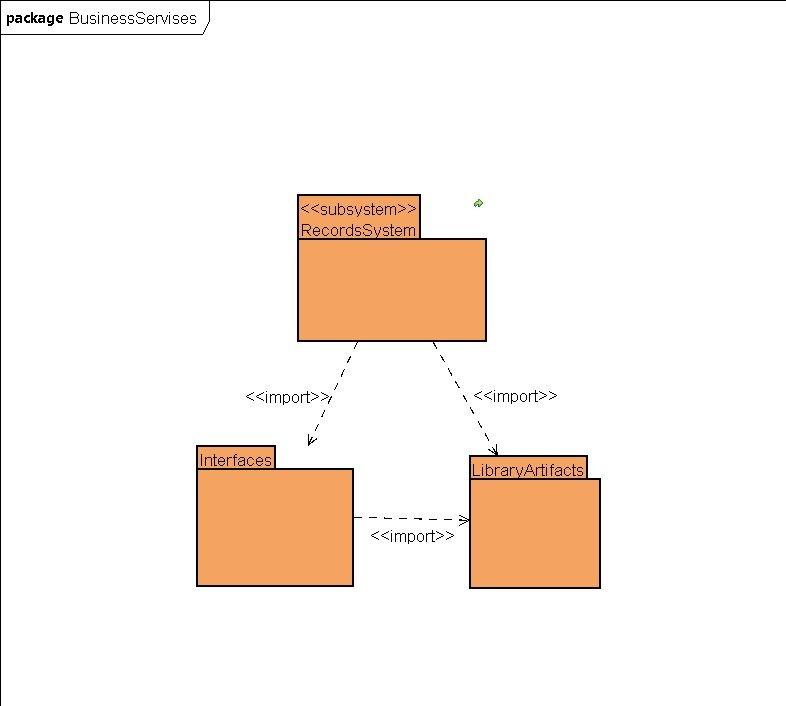 package BusinessServises
<<subsystem>>
RecordsSystem
<<import>>
<<import>>
Interfaces
LibraryArtifacts
<<import>>